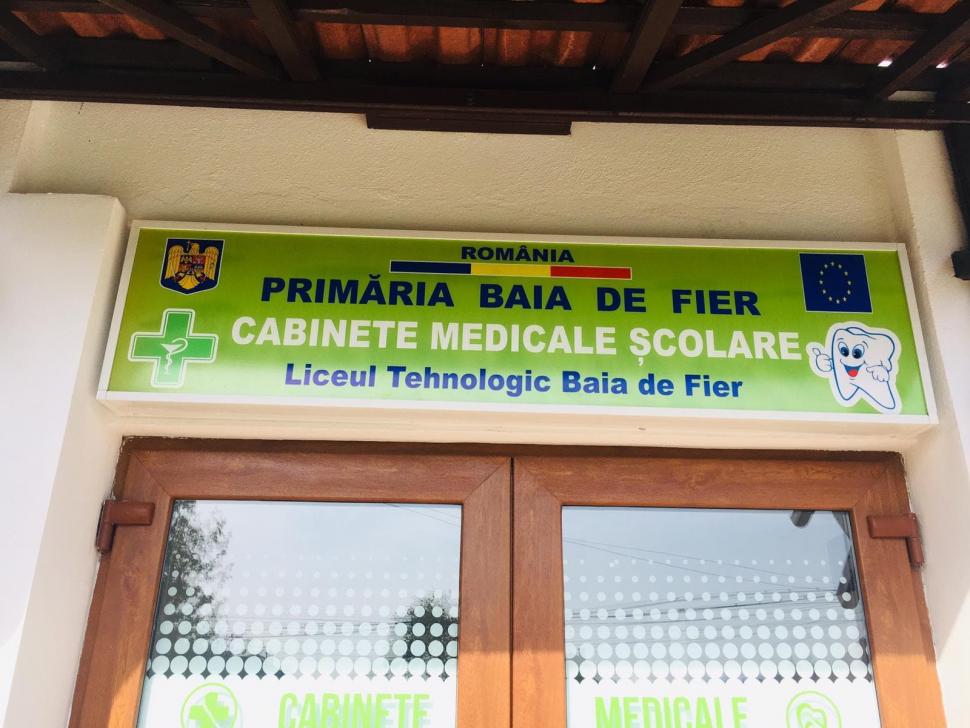 ROMÂNIA
PRIMĂRIA BAIA DE FIER
CABINETE MEDICALE ȘCOLARE
Liceul Tehnologic Baia de Fier
CABINETE MEDICALE